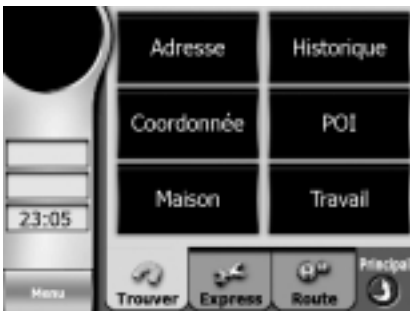 Adresse Historique
Coordonnée POI
Maison Travail
23:05
Menu
Trouver Express Route Principal